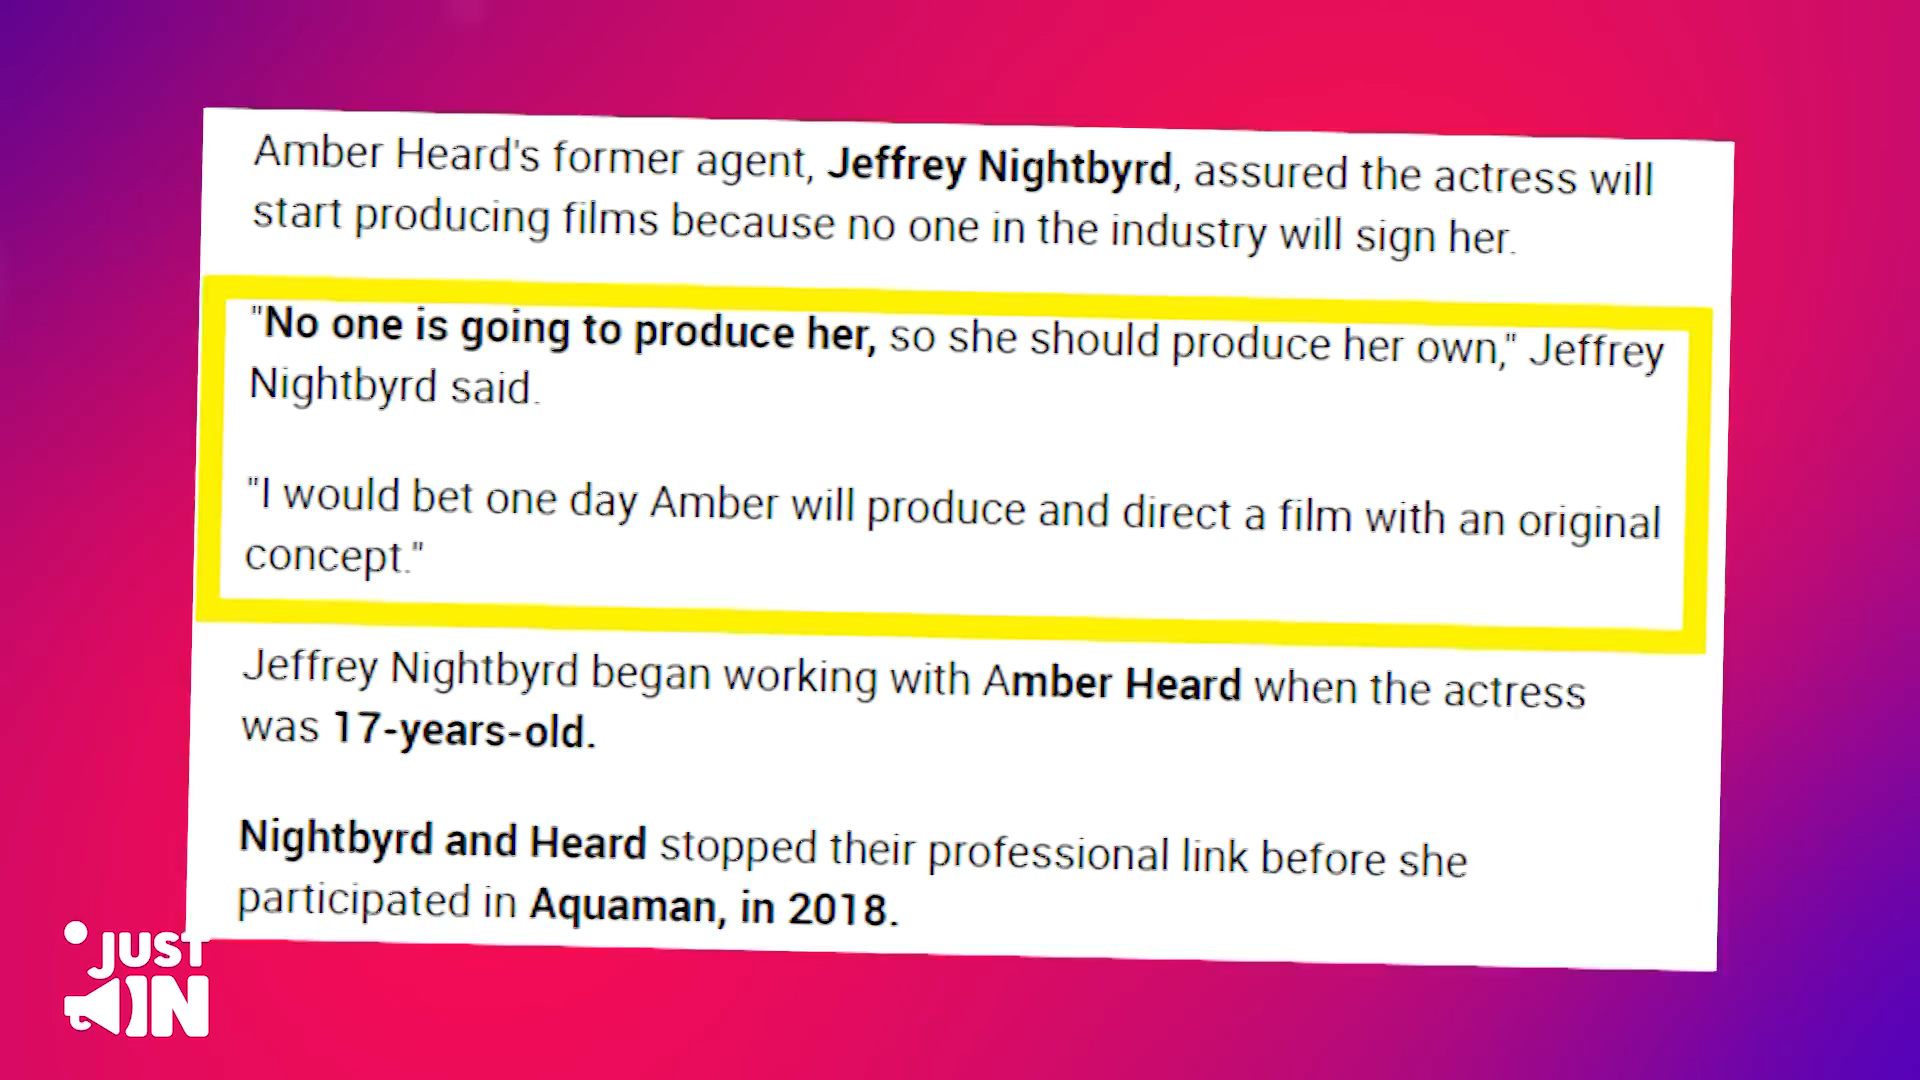 Amber Heard's former agent, Jeffrey Nightbyrd, assured the actress will
start producing films because no one in the industry will sign her.
"No one is going to produce her, so she should produce her own," Jeffrey
Nightbyrd said.
"I would bet one day Amber will produce and direct a film with an original
concept."
Jeffrey Nightbyrd began working with Amber Heard when the actress
was 17-years-old.
Nightbyrd and Heard stopped their professional link before she
participated in Aquaman, in 2018.
JUST
IN